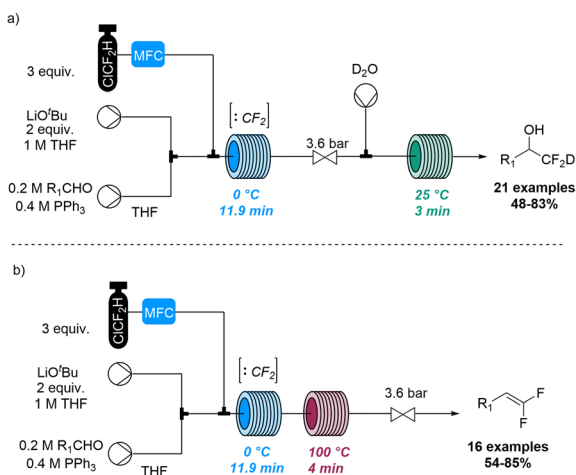 a)
ClCF2H
MFC
3 equiv.
D2O
[: CF2]
LiOtBu
2 equiv.
1 M THF
3.6 bar
OH
R1
CF2D
0.2 M R1CHO
0.4 M PPh3
THF
0 °C
11.9 min
25 °C
3 min
21 examples
48-83%
b)
ClCF2H
MFC
3 equiv.
[: CF2]
LiOtBu
2 equiv.
1 M THF
3.6 bar
R1
F
F
0.2 M R1CHO
0.4 M PPh3
THF
0 °C
11.9 min
100 °C
4 min
16 examples
54-85%